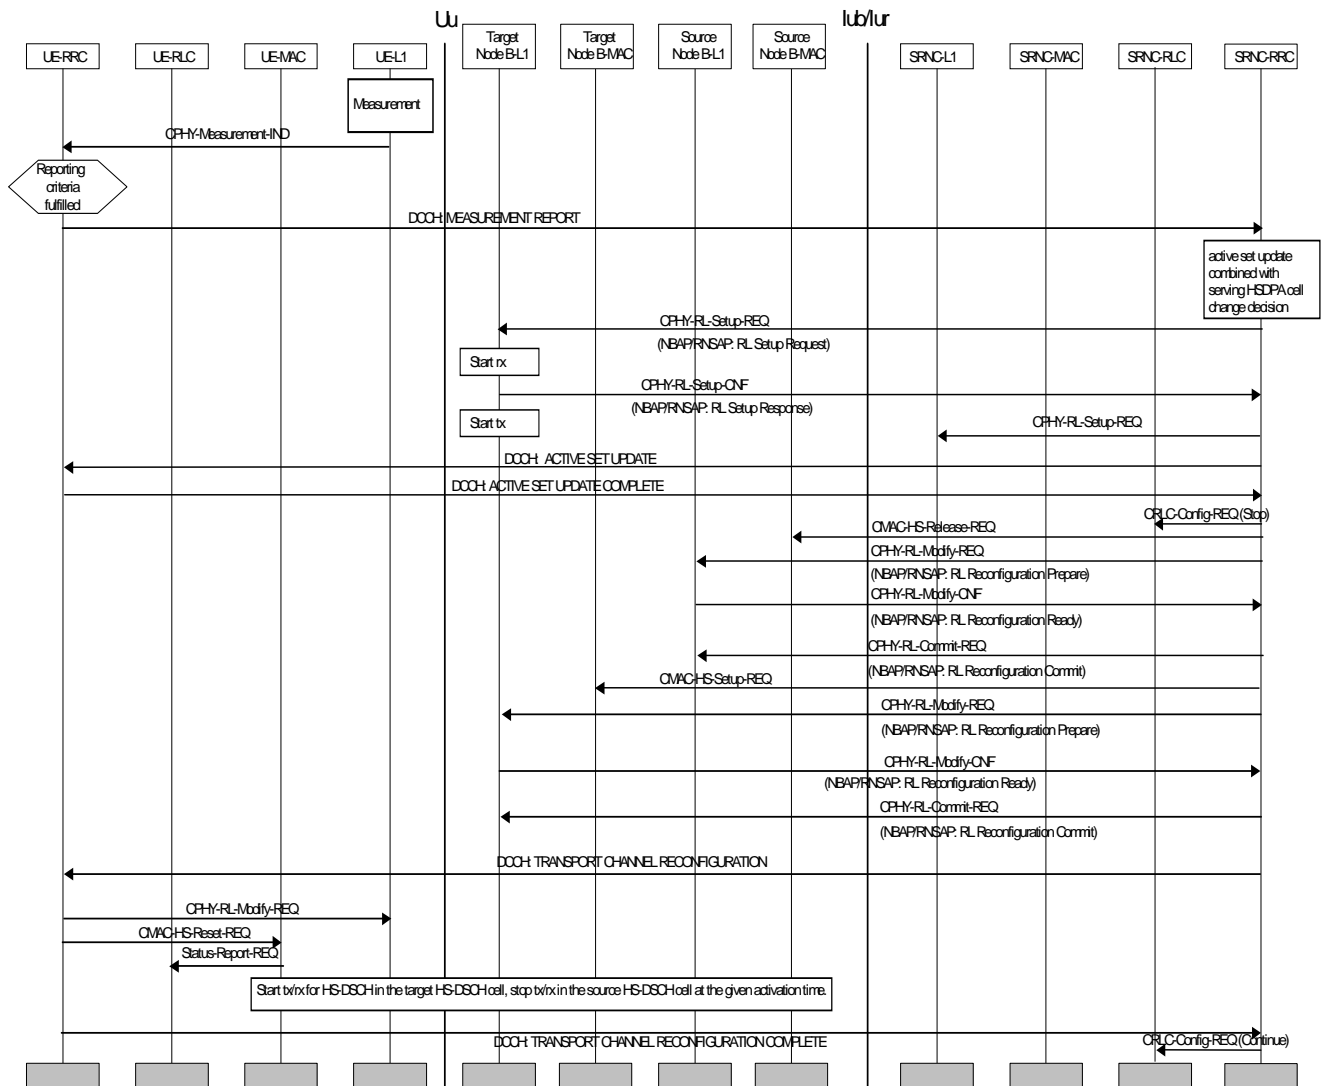 Uu
Iub/Iur
UE-RRC
UE-RLC
UE-MAC
UE-L1
Target
Node B-L1
Target
Node B-MAC
Source
Node B-L1
Source
Node B-MAC
SRNC-L1
SRNC-MAC
SRNC-RLC
SRNC-RRC
Measurement
CPHY-Measurement-IND
Reporting
criteria
fulfilled
DCCH: MEASUREMENT REPORT
active set update
combined with
serving HSDPA cell
change decision
CPHY-RL-Setup-REQ
(NBAP/RNSAP: RL Setup Request)
Start rx
CPHY-RL-Setup-CNF
(NBAP/RNSAP: RL Setup Response)
Start tx
CPHY-RL-Setup-REQ
DCCH: ACTIVE SET UPDATE
DCCH: ACTIVE SET UPDATE COMPLETE
CRLC-Config-REQ (Stop)
CMAC-HS-Release-REQ
CPHY-RL-Modify-REQ
(NBAP/RNSAP: RL Reconfiguration Prepare)
CPHY-RL-Modify-CNF
(NBAP/RNSAP: RL Reconfiguration Ready)
CPHY-RL-Commit-REQ
(NBAP/RNSAP: RL Reconfiguration Commit)
CMAC-HS-Setup-REQ
CPHY-RL-Modify-REQ
(NBAP/RNSAP: RL Reconfiguration Prepare)
CPHY-RL-Modify-CNF
(NBAP/RNSAP: RL Reconfiguration Ready)
CPHY-RL-Commit-REQ
(NBAP/RNSAP: RL Reconfiguration Commit)
DCCH: TRANSPORT CHANNEL RECONFIGURATION
CPHY-RL-Modify-REQ
CMAC-HS-Reset-REQ
Status-Report-REQ
Start tx/rx for HS-DSCH in the target HS-DSCH cell, stop tx/rx in the source HS-DSCH cell at the given activation time.
DCCH: TRANSPORT CHANNEL RECONFIGURATION COMPLETE
CRLC-Config-REQ (Continue)